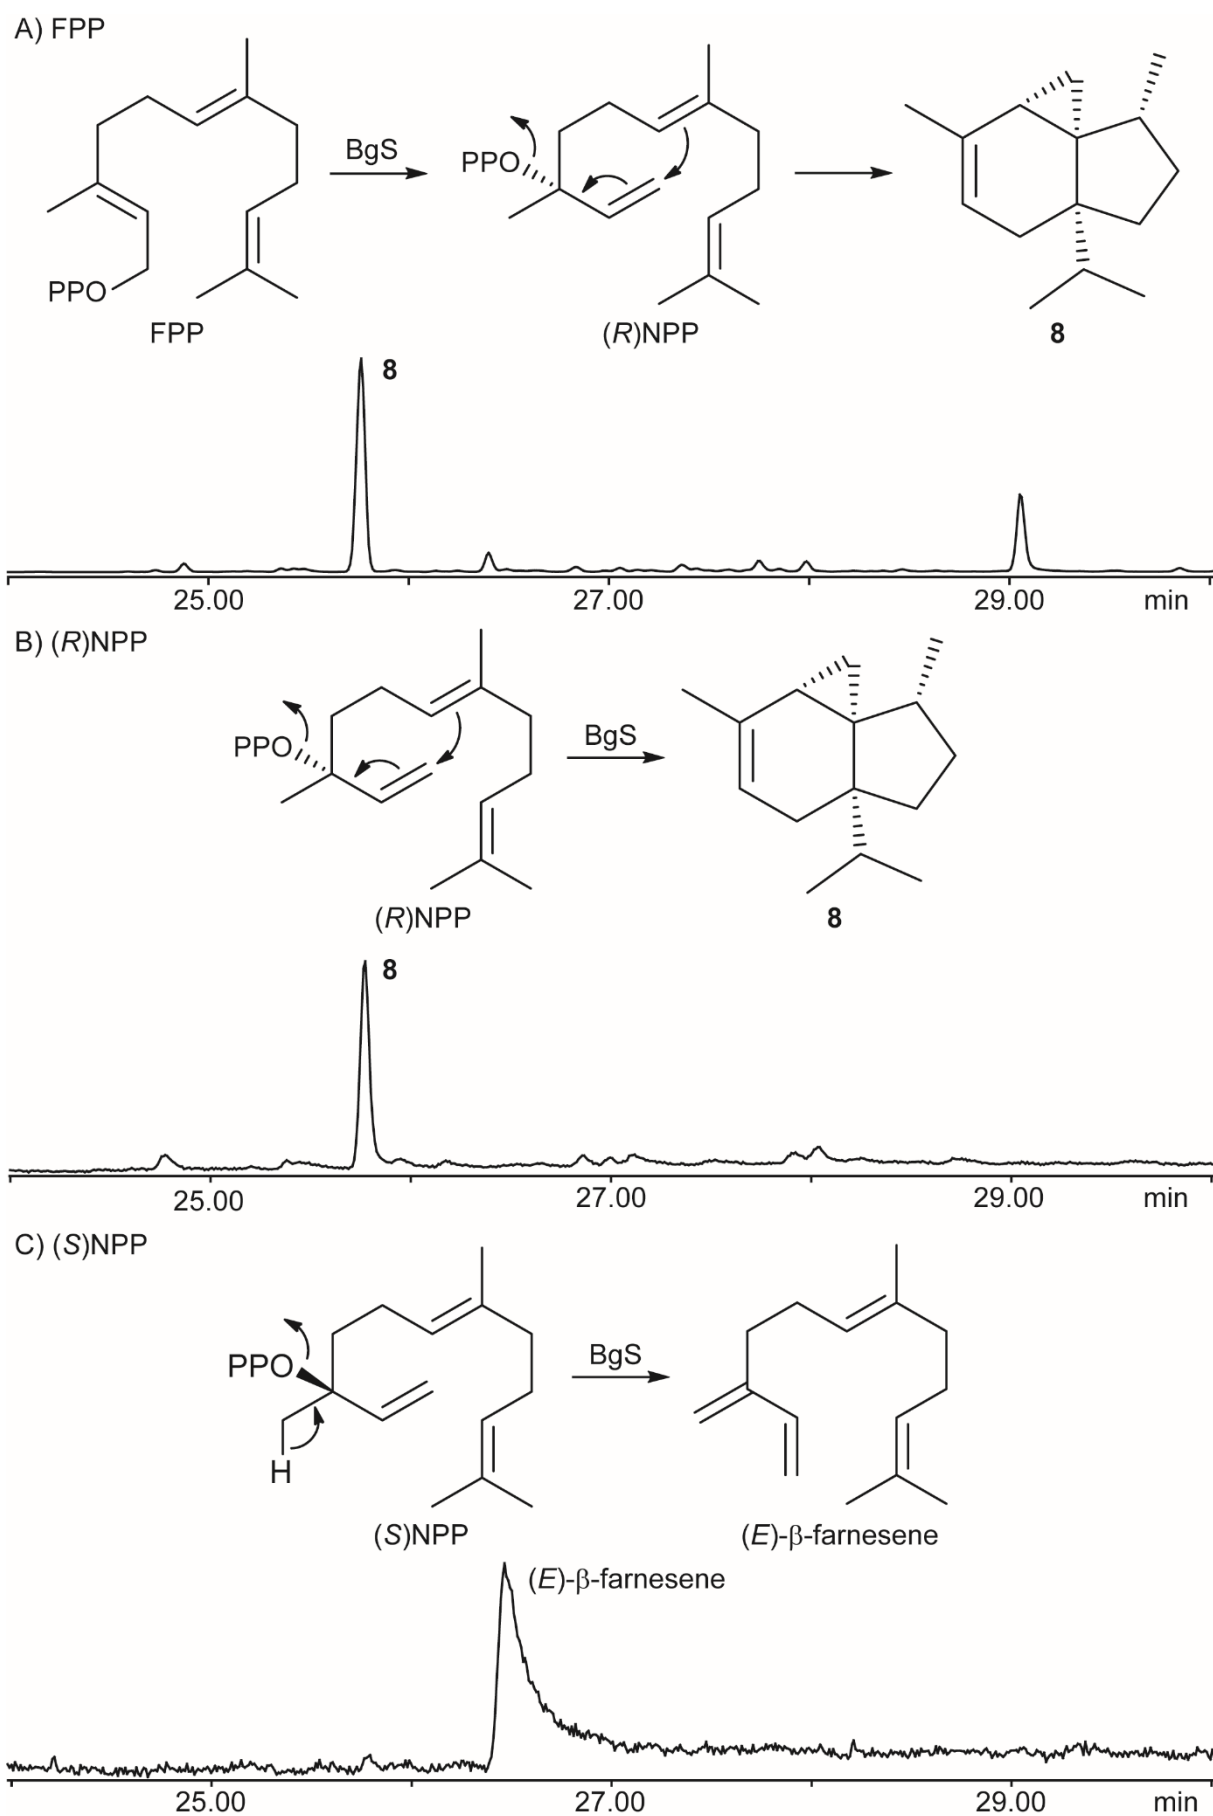 A) FPP
BgS
PPO
PPO
FPP
(R)NPP
8
8
25.00 27.00 29.00 min
B) (R)NPP
PPO
BgS
(R)NPP
8
8
25.00 27.00 29.00 min
C) (S)NPP
PPO
BgS
H
(S)NPP
(E)-β-farnesene
(E)-β-farnesene
25.00 27.00 29.00 min